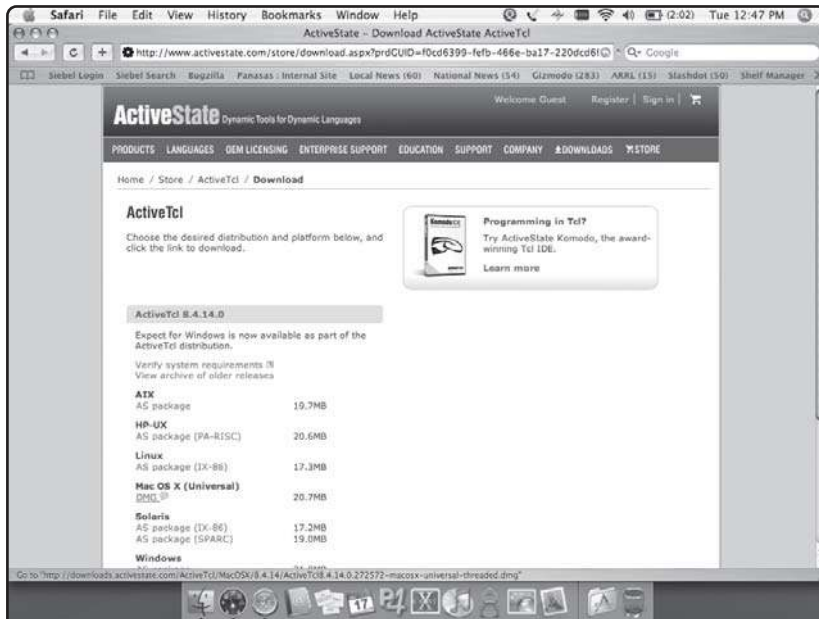 Safari File Edit View History Bookmarks Window Help (2:02) Tue 12:47 PM
ActiveState – Download ActiveState ActiveTcl
http://www.activestate.com/store/download.aspx?prdGUID=f0cd6399-fefb-466e-ba17-220dcd6 Google
Siebel Login Siebel Search Bugzilla Panasas : Internal Site Local News (60) National News (54) Gizmodo (283) ARRL (15) Slashdot (50) Shelf Manager
Welcome Guest Register | Sign in |
ActiveState Dynamic Tools for Dynamic Languages
PRODUCTS LANGUAGES OEM LICENSING ENTERPRISE SUPPORT EDUCATION SUPPORT COMPANY DOWNLOADS STORE
Home / Store / ActiveTcl / Download
ActiveTcl
Choose the desired distribution and platform below, and
click the link to download.
Komodo IDE
Programming in Tcl?
Try ActiveState Komodo, the award-
winning Tcl IDE.
Learn more
ActiveTcl 8.4.14.0
Expect for Windows is now available as part of the
ActiveTcl distribution.
Verify system requirements
View archive of older releases
AIX
AS package 19.7MB
HP-UX
AS package (PA-RISC) 20.6MB
Linux
AS package (IX-86) 17.3MB
Mac OS X (Universal)
DMG 20.7MB
Solaris
AS package (IX-86) 17.2MB
AS package (SPARC) 19.0MB
Windows
Go to "http://downloads.activestate.com/ActiveTcl/MacOSX/8.4.14/ActiveTcl8.4.14.0.272572-macosx-universal-threaded.dmg"
17